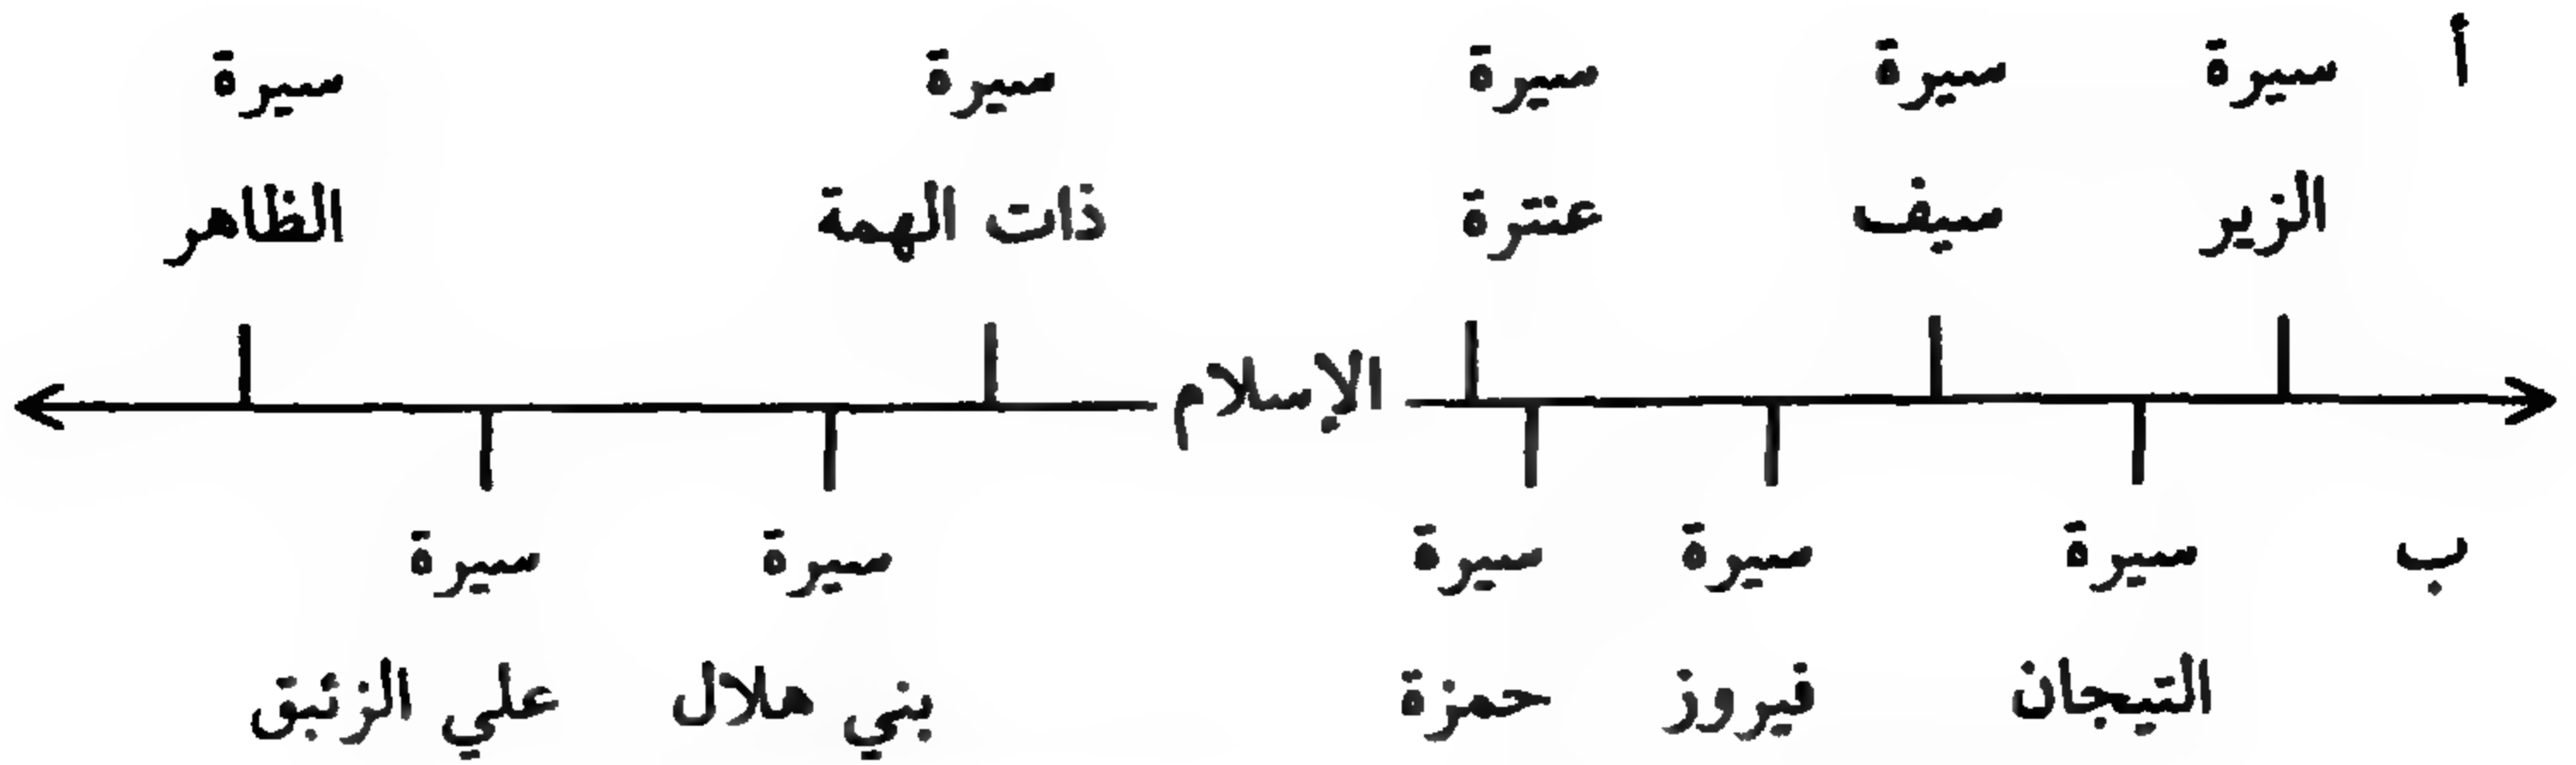 أ سيرة سيرة سيرة سيرة سيرة
الزير سيف عنترة ذات الهمة الظاهر
الإسلام
ب سيرة سيرة سيرة سيرة سيرة
التيجان فيروز حمزة بني هلال علي الزئبق